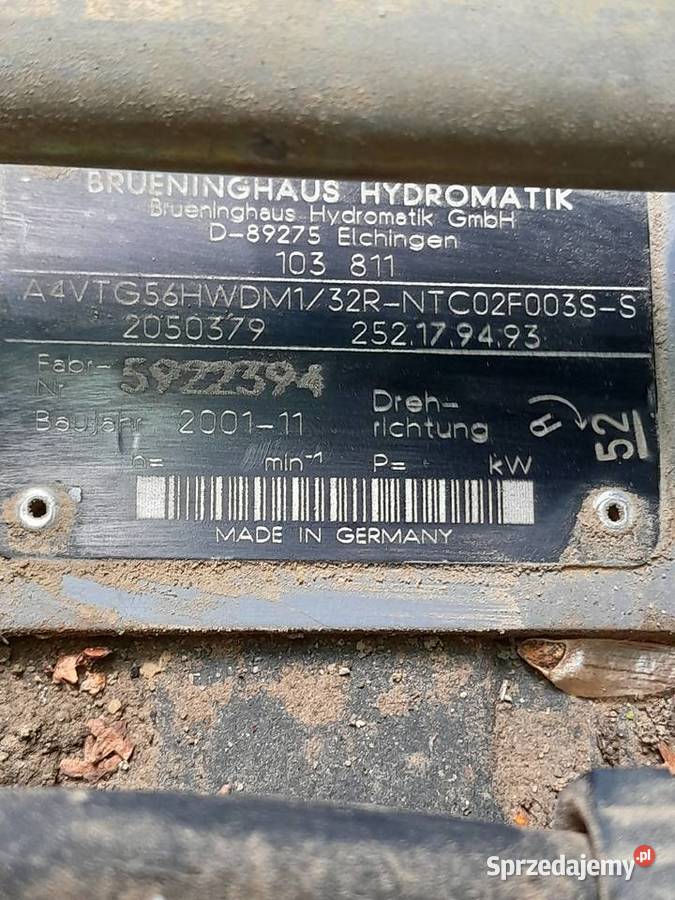 BRUENINGHAUS HYDROMATIK
Brueninghaus Hydromatik GmbH
D-89275 Elchingen
103 811
A4VTG56HWDM1/32R-NTC02F003S-S
2050379 252.17.94.93
Fabr-
Nr. 5922394
Baujahr 2001-11
Dreh-
richtung
52
n= min⁻¹ P= kW
MADE IN GERMANY
Sprzedajemy.pl